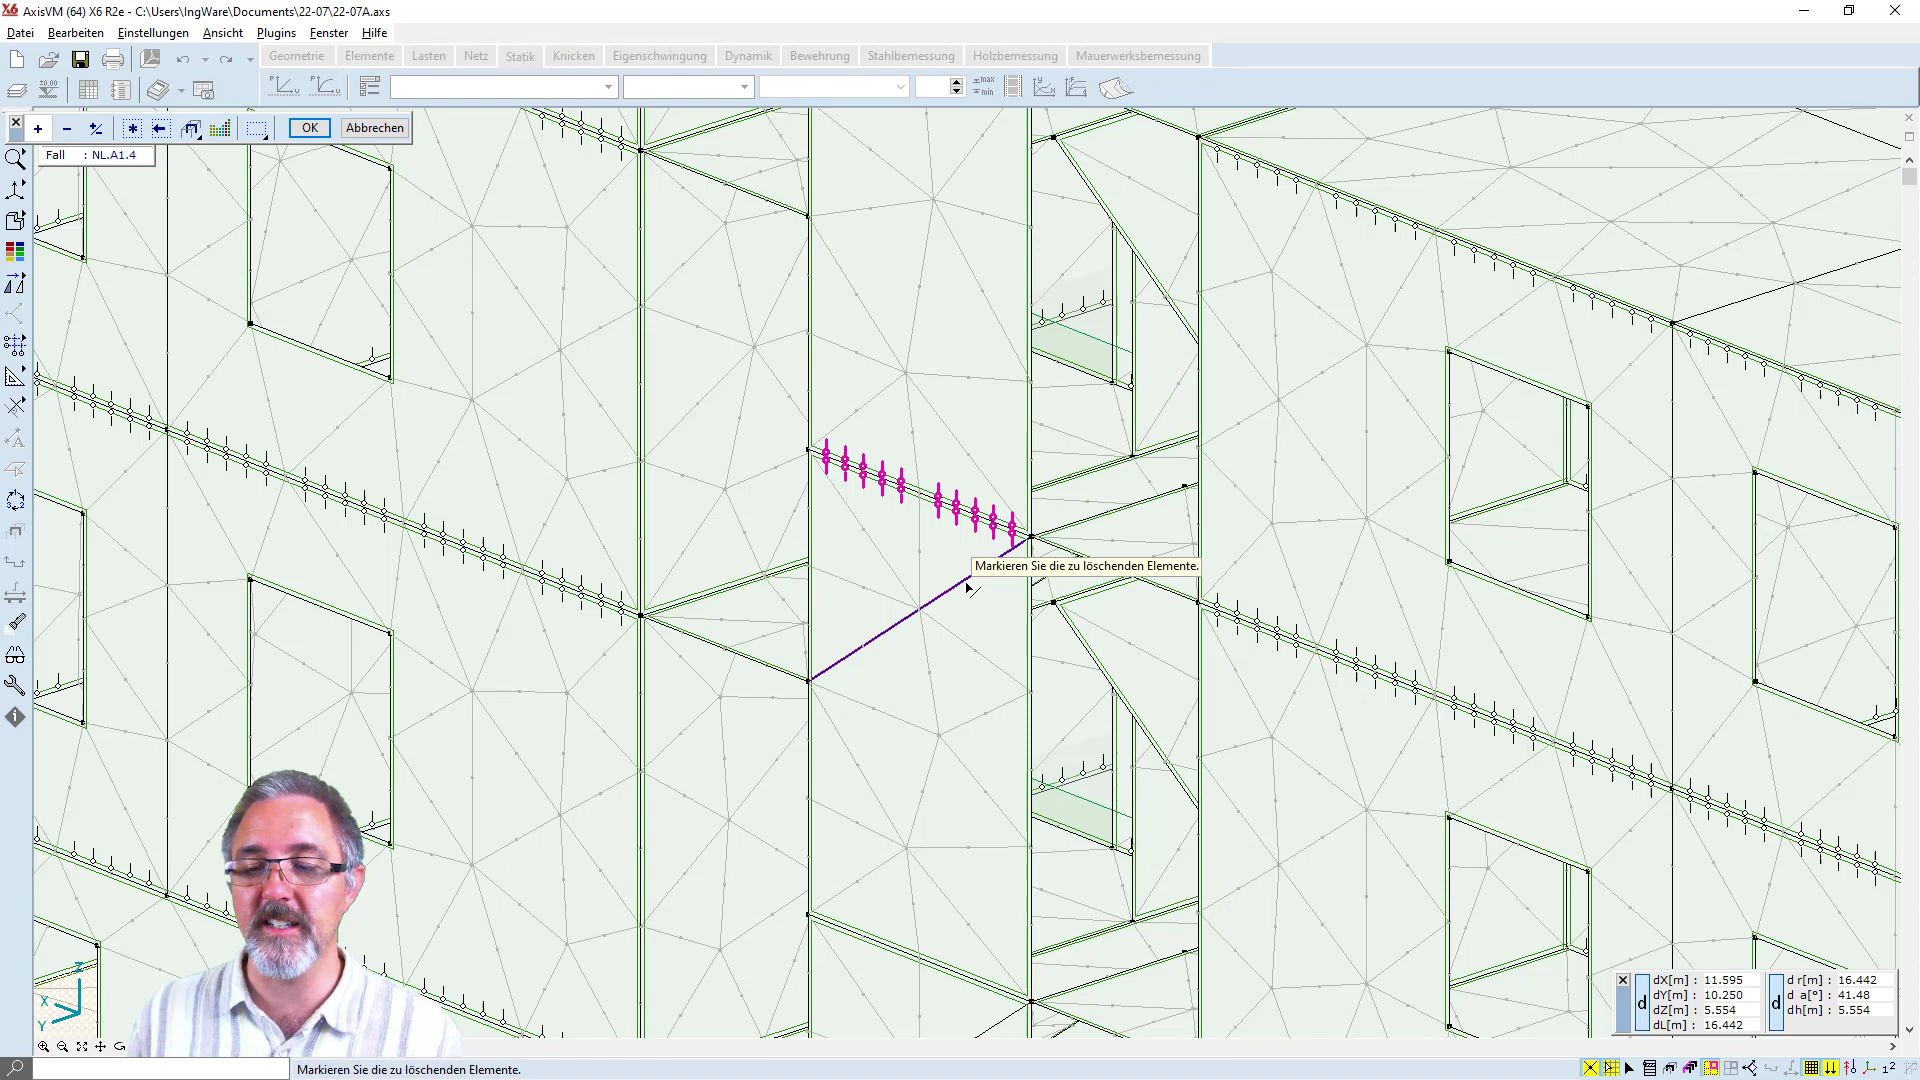 AxisVM (64) X6 R2e - C:\Users\IngWare\Documents\22-07\22-07A.axs
Datei Bearbeiten Einstellungen Ansicht Plugins Fenster Hilfe
Geometrie Elemente Lasten Netz Statik Knicken Eigenschwingung Dynamik Bewehrung Stahlbemessung Holzbemessung Mauerwerksbemessung
OK Abbrechen
Fall : NL.A1.4
Markieren Sie die zu löschenden Elemente.
Z
X
Y
d
dX[m] : 11.595
dY[m] : 10.250
dZ[m] : 5.554
dL[m] : 16.442
d
d r[m] : 16.442
d a[°] : 41.48
dh[m] : 5.554
Markieren Sie die zu löschenden Elemente.